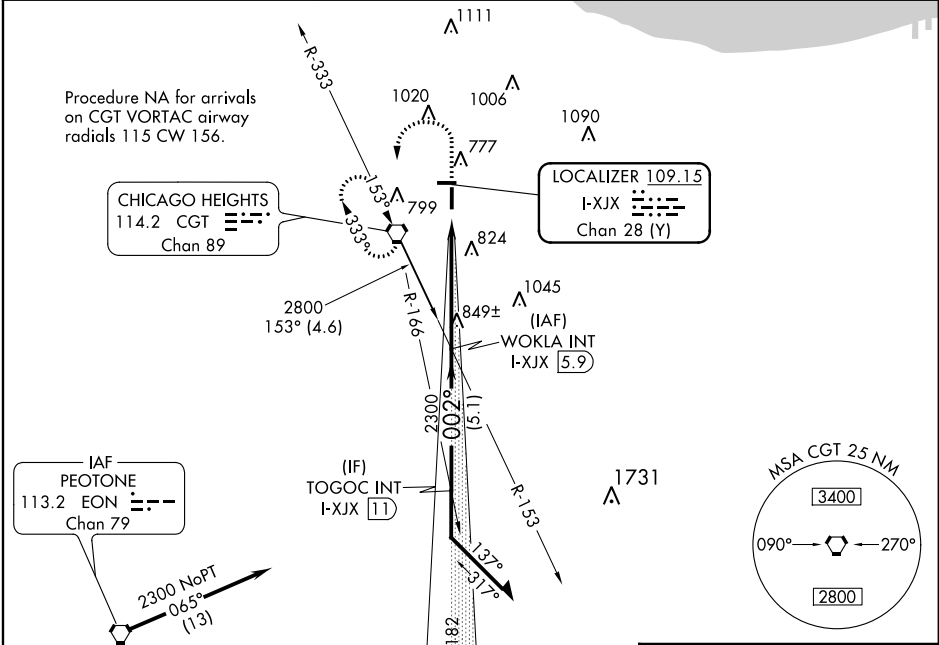 1111
R-333
Procedure NA for arrivals
on CGT VORTAC airway
radials 115 CW 156.
1020
1006
1090
777
LOCALIZER 109.15
I-XJX
Chan 28 (Y)
CHICAGO HEIGHTS
114.2 CGT
Chan 89
153°
333°
799
824
2800
153° (4.6)
R-166
1045
849±
(IAF)
WOKLA INT
I-XJX 5.9
2300
002°
(5.1)
IAF
PEOTONE
113.2 EON
Chan 79
(IF)
TOGOC INT
I-XJX 11
R-153
1731
MSA CGT 25 NM
3400
090°
270°
2800
137°
317°
2300 NoPT
065°
(13)
182